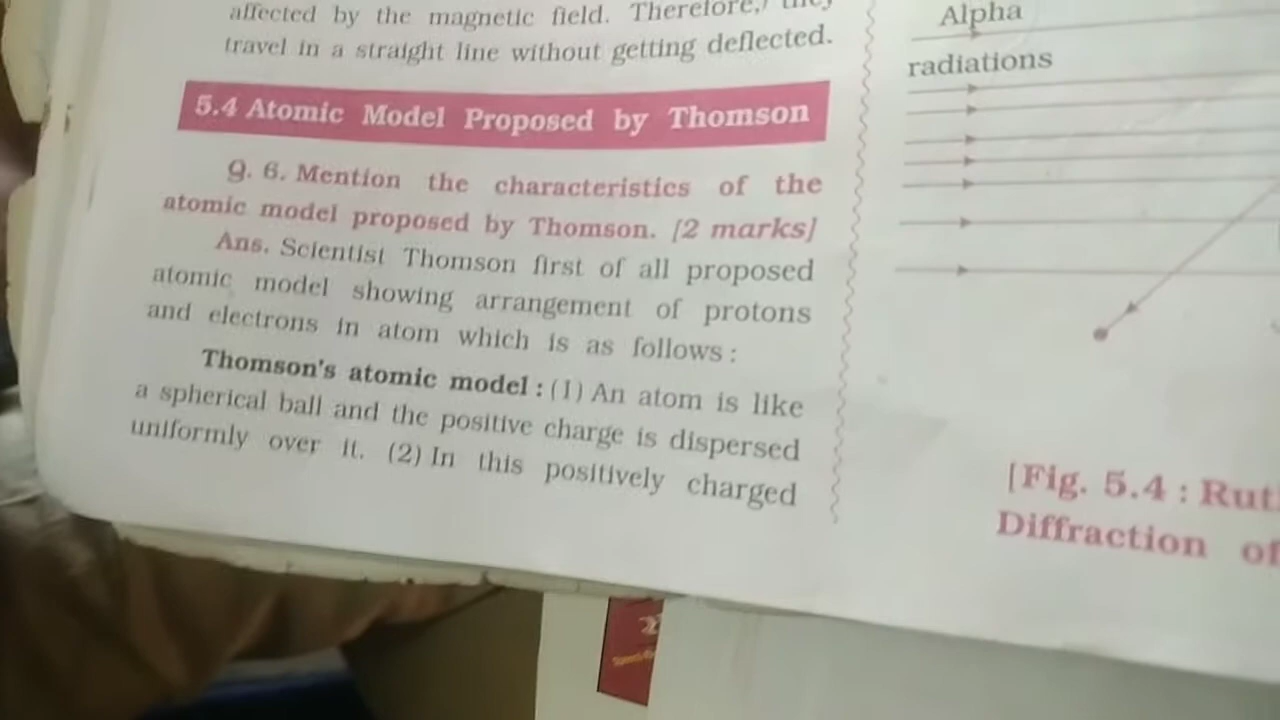 affected by the magnetic field. Therefore, they
travel in a straight line without getting deflected.
5.4 Atomic Model Proposed by Thomson
Q. 6. Mention the characteristics of the
atomic model proposed by Thomson. [2 marks]
Ans. Scientist Thomson first of all proposed
atomic model showing arrangement of protons
and electrons in atom which is as follows :
Thomson's atomic model : (1) An atom is like
a spherical ball and the positive charge is dispersed
uniformly over it. (2) In this positively charged
Alpha
radiations
[Fig. 5.4 : Rut
Diffraction of